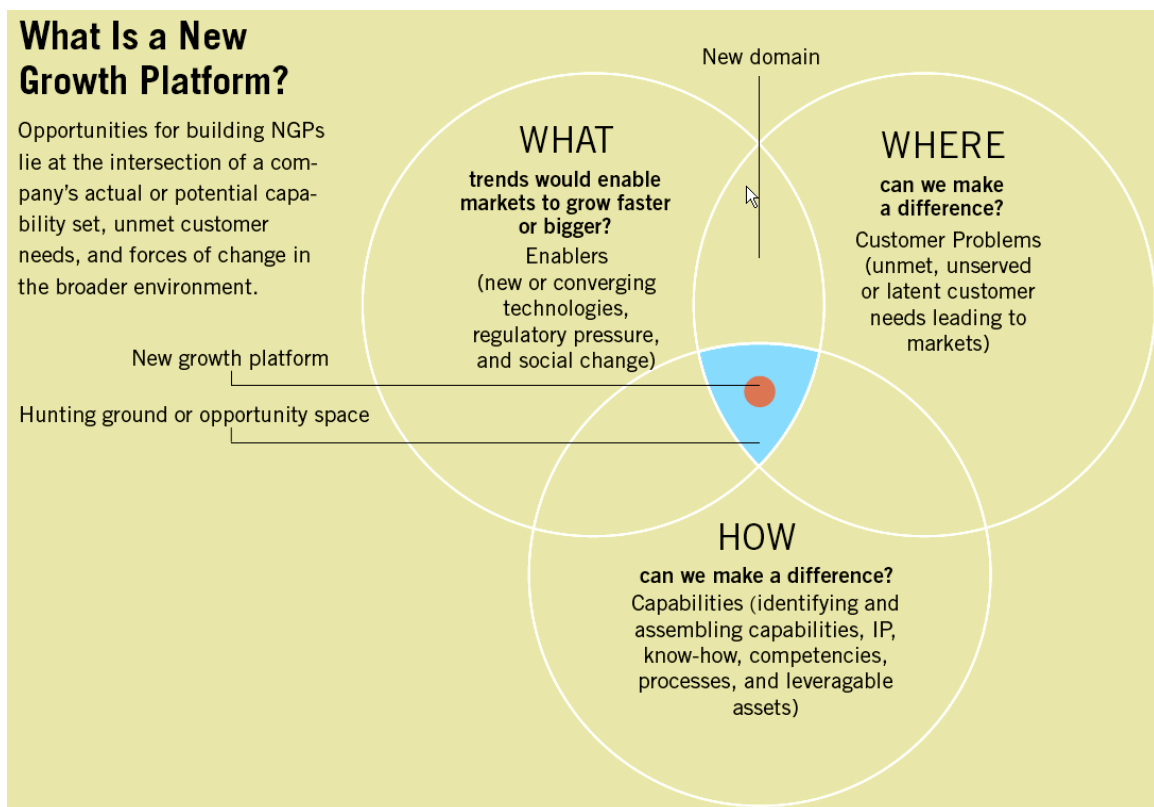 What Is a New
Growth Platform?
Opportunities for building NGPs
lie at the intersection of a com-
pany's actual or potential capa-
bility set, unmet customer
needs, and forces of change in
the broader environment.
New domain
WHAT
trends would enable
markets to grow faster
or bigger?
Enablers
(new or converging
technologies,
regulatory pressure,
and social change)
WHERE
can we make
a difference?
Customer Problems
(unmet, unserved
or latent customer
needs leading to
markets)
New growth platform
Hunting ground or opportunity space
HOW
can we make a difference?
Capabilities (identifying and
assembling capabilities, IP,
know-how, competencies,
processes, and leveragable
assets)